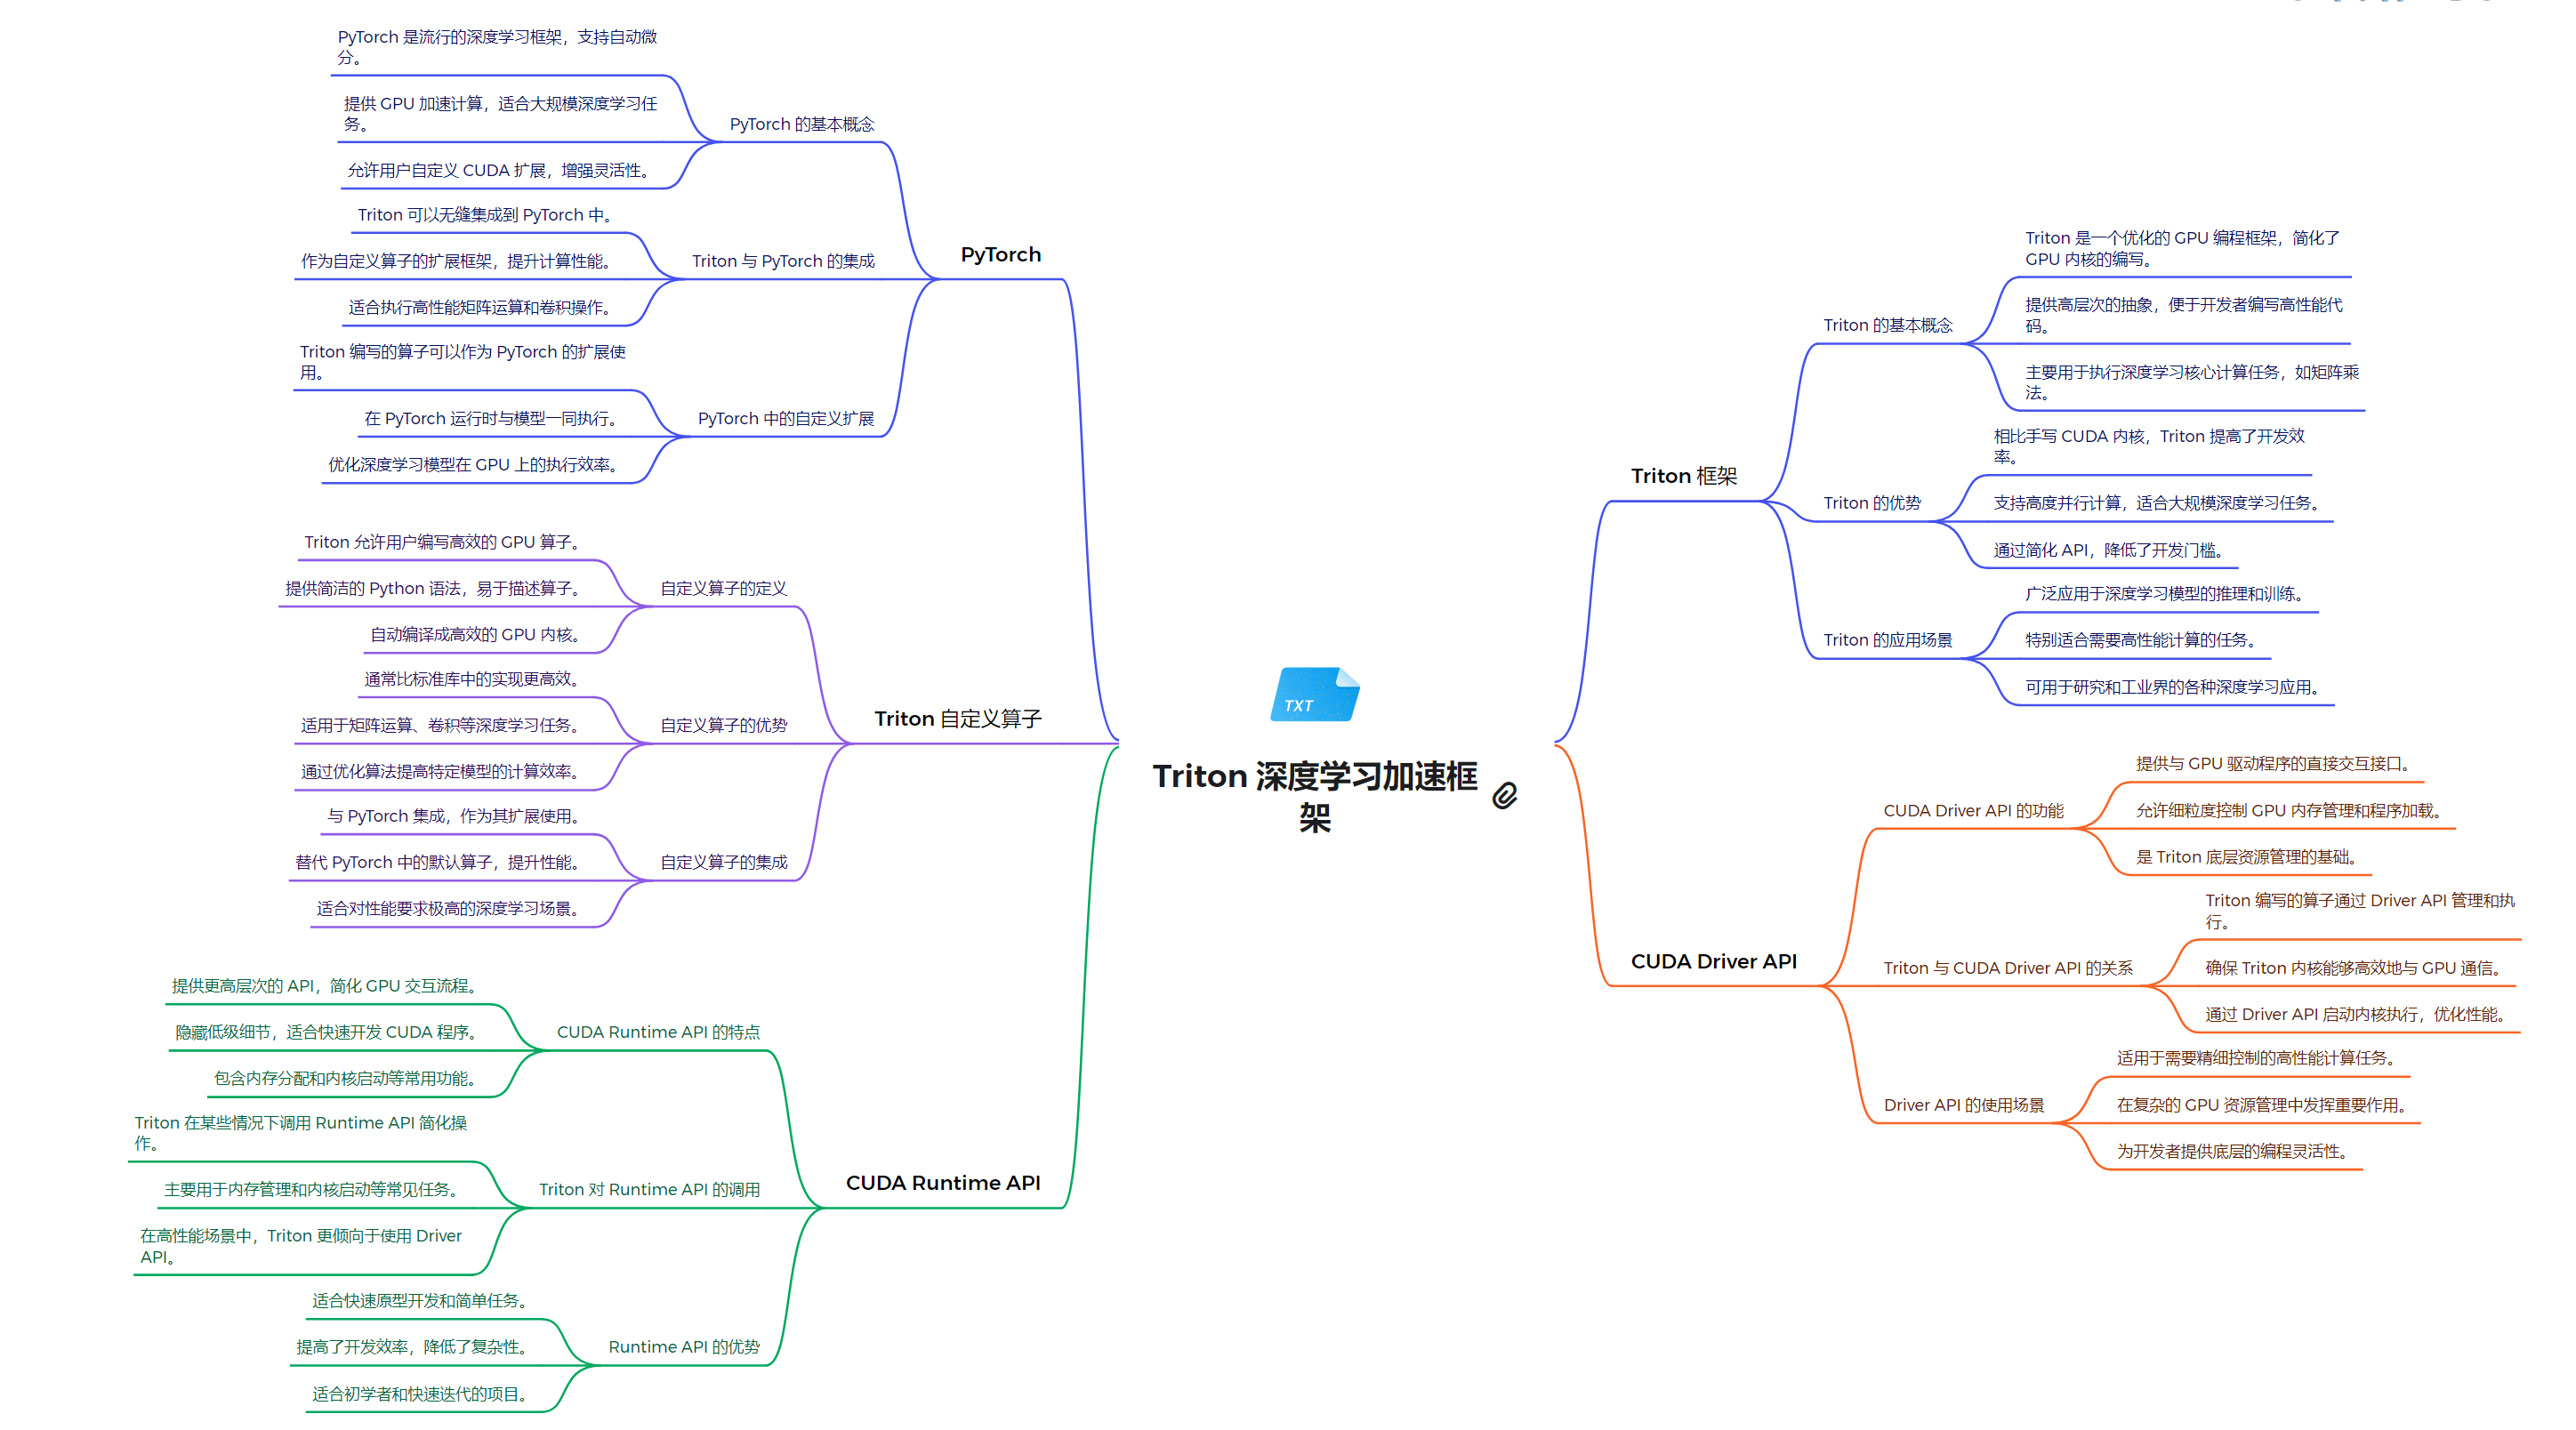 Triton 深度学习加速框
架
TXT
Triton 框架
Triton 的基本概念
Triton 是一个优化的 GPU 编程框架，简化了
GPU 内核的编写。
提供高层次的抽象，便于开发者编写高性能代
码。
主要用于执行深度学习核心计算任务，如矩阵乘
法。
Triton 的优势
相比手写 CUDA 内核，Triton 提高了开发效
率。
支持高度并行计算，适合大规模深度学习任务。
通过简化 API，降低了开发门槛。
Triton 的应用场景
广泛应用于深度学习模型的推理和训练。
特别适合需要高性能计算的任务。
可用于研究和工业界的各种深度学习应用。
CUDA Driver API
CUDA Driver API 的功能
提供与 GPU 驱动程序的直接交互接口。
允许细粒度控制 GPU 内存管理和程序加载。
是 Triton 底层资源管理的基础。
Triton 与 CUDA Driver API 的关系
Triton 编写的算子通过 Driver API 管理和执
行。
确保 Triton 内核能够高效地与 GPU 通信。
通过 Driver API 启动内核执行，优化性能。
Driver API 的使用场景
适用于需要精细控制的高性能计算任务。
在复杂的 GPU 资源管理中发挥重要作用。
为开发者提供底层的编程灵活性。
PyTorch
PyTorch 的基本概念
PyTorch 是流行的深度学习框架，支持自动微
分。
提供 GPU 加速计算，适合大规模深度学习任
务。
允许用户自定义 CUDA 扩展，增强灵活性。
Triton 与 PyTorch 的集成
Triton 可以无缝集成到 PyTorch 中。
作为自定义算子的扩展框架，提升计算性能。
适合执行高性能矩阵运算和卷积操作。
PyTorch 中的自定义扩展
Triton 编写的算子可以作为 PyTorch 的扩展使
用。
在 PyTorch 运行时与模型一同执行。
优化深度学习模型在 GPU 上的执行效率。
Triton 自定义算子
自定义算子的定义
Triton 允许用户编写高效的 GPU 算子。
提供简洁的 Python 语法，易于描述算子。
自动编译成高效的 GPU 内核。
自定义算子的优势
通常比标准库中的实现更高效。
适用于矩阵运算、卷积等深度学习任务。
通过优化算法提高特定模型的计算效率。
自定义算子的集成
与 PyTorch 集成，作为其扩展使用。
替代 PyTorch 中的默认算子，提升性能。
适合对性能要求极高的深度学习场景。
CUDA Runtime API
CUDA Runtime API 的特点
提供更高层次的 API，简化 GPU 交互流程。
隐藏低级细节，适合快速开发 CUDA 程序。
包含内存分配和内核启动等常用功能。
Triton 对 Runtime API 的调用
Triton 在某些情况下调用 Runtime API 简化操
作。
主要用于内存管理和内核启动等常见任务。
在高性能场景中，Triton 更倾向于使用 Driver
API。
Runtime API 的优势
适合快速原型开发和简单任务。
提高了开发效率，降低了复杂性。
适合初学者和快速迭代的项目。